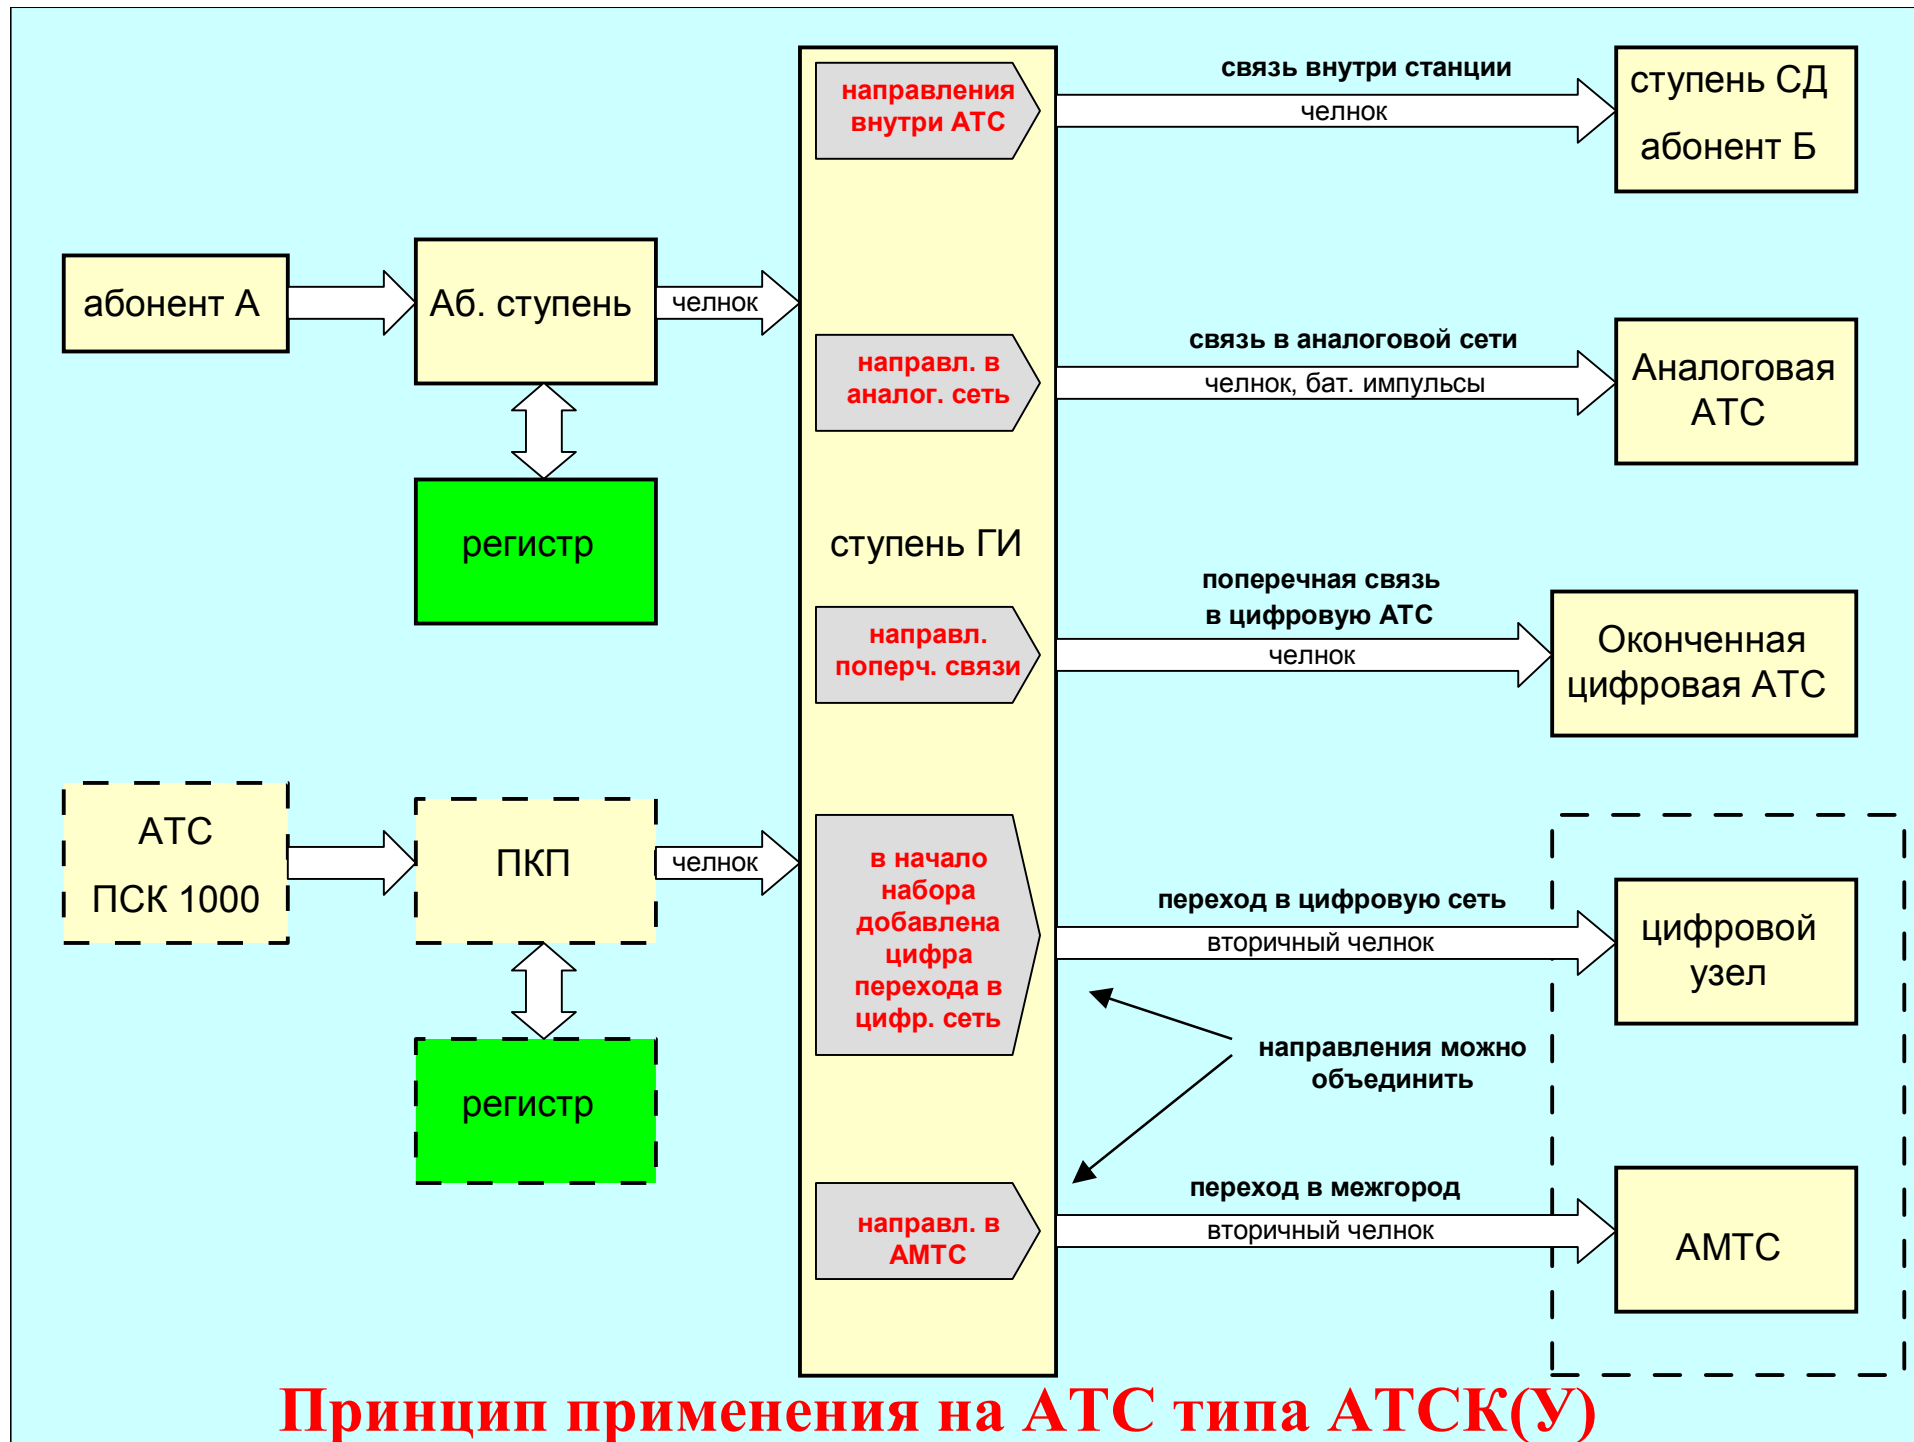 направления
внутри АТС
связь внутри станции
челнок
ступень СД
абонент Б
абонент А
Аб. ступень
челнок
регистр
направл. в
аналог. сеть
связь в аналоговой сети
челнок, бат. импульсы
Аналоговая
АТС
ступень ГИ
направл.
поперч. связи
поперечная связь
в цифровую АТС
челнок
Оконченная
цифровая АТС
АТС
ПСК 1000
ПКП
челнок
регистр
в начало
набора
добавлена
цифра
перехода в
цифр. сеть
переход в цифровую сеть
вторичный челнок
цифровой
узел
направления можно
объединить
направл. в
АМТС
переход в межгород
вторичный челнок
АМТС
Принцип применения на АТС типа АТСК(У)